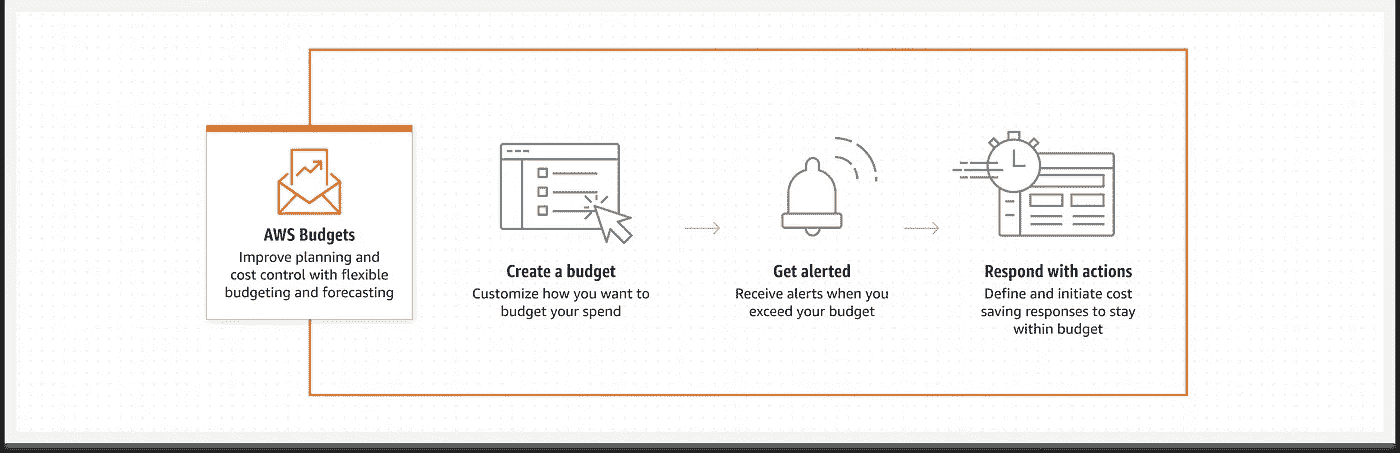 AWS Budgets
Improve planning and
cost control with flexible
budgeting and forecasting
Create a budget
Customize how you want to
budget your spend
Get alerted
Receive alerts when you
exceed your budget
Respond with actions
Define and initiate cost
saving responses to stay
within budget